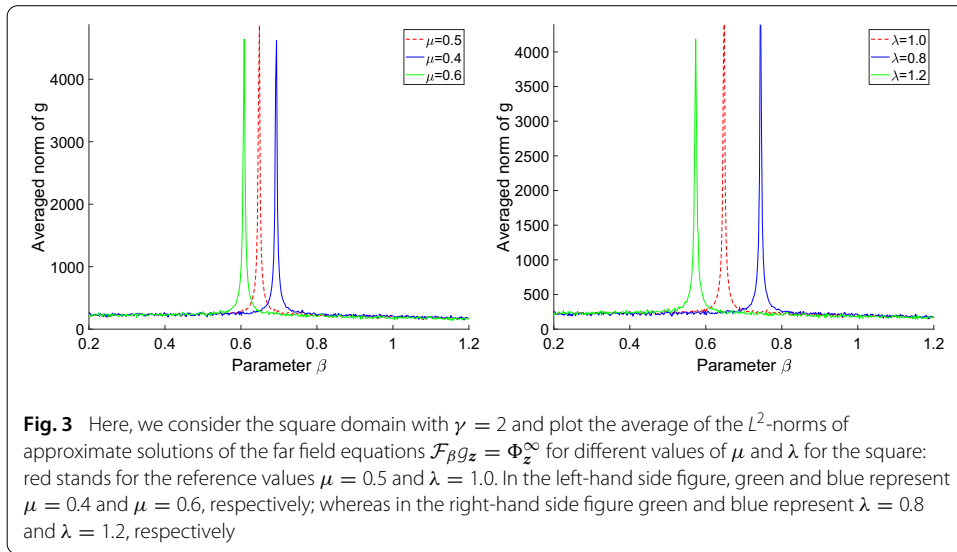 Averaged norm of g
4000
3000
2000
1000
0
0.2 0.4 0.6 0.8 1 1.2
Parameter β
μ=0.5
μ=0.4
μ=0.6
Averaged norm of g
4000
3500
3000
2500
2000
1500
1000
500
0
0.2 0.4 0.6 0.8 1 1.2
Parameter β
λ=1.0
λ=0.8
λ=1.2
Fig. 3 Here, we consider the square domain with γ = 2 and plot the average of the L²-norms of
approximate solutions of the far field equations 𝓕_β g_𝒛 = Φ_𝒛^∞ for different values of μ and λ for the square:
red stands for the reference values μ = 0.5 and λ = 1.0. In the left-hand side figure, green and blue represent
μ = 0.4 and μ = 0.6, respectively; whereas in the right-hand side figure green and blue represent λ = 0.8
and λ = 1.2, respectively